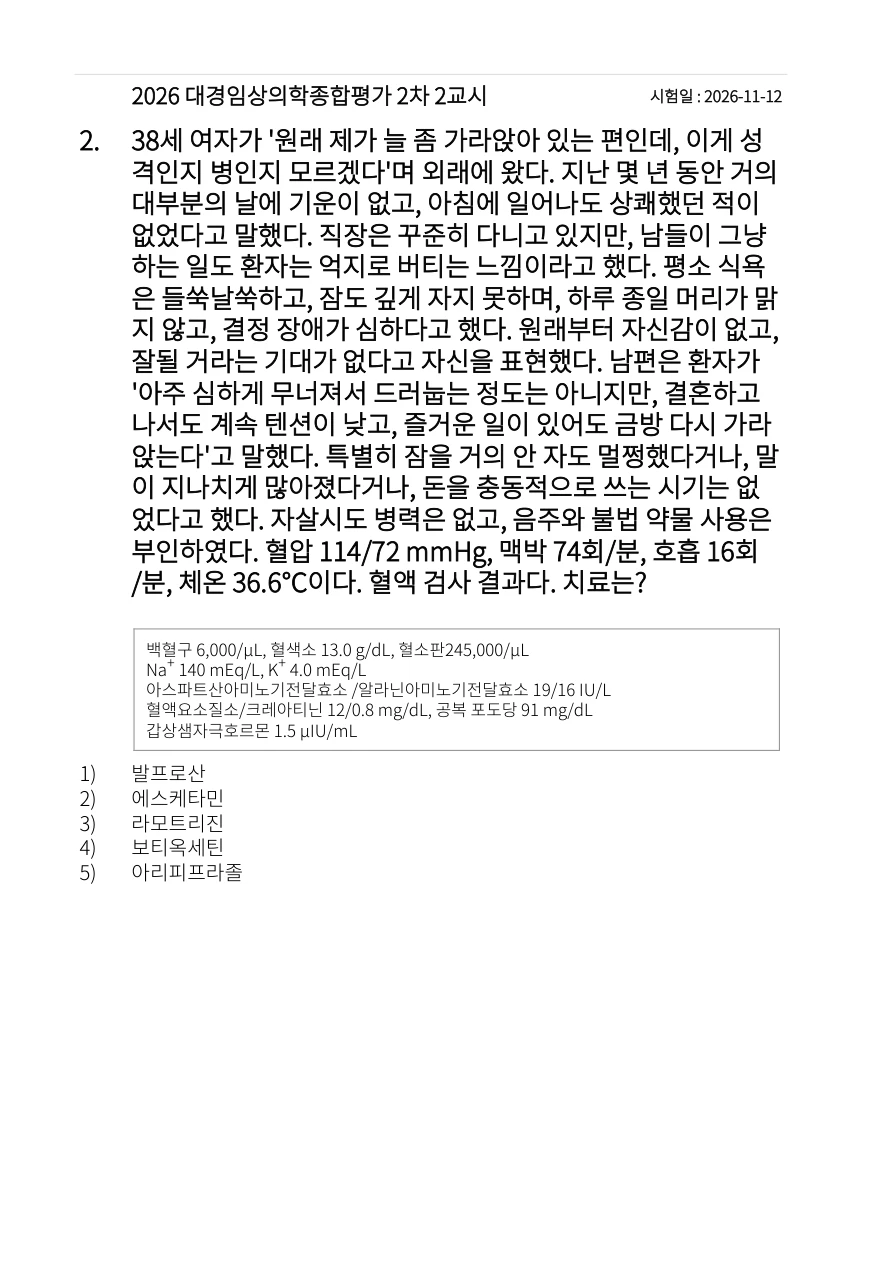 2026 대경임상의학종합평가 2차 2교시
시험일 : 2026-11-12
2. 38세 여자가 '원래 제가 늘 좀 가라앉아 있는 편인데, 이게 성
격인지 병인지 모르겠다'며 외래에 왔다. 지난 몇 년 동안 거의
대부분의 날에 기운이 없고, 아침에 일어나도 상쾌했던 적이
없었다고 말했다. 직장은 꾸준히 다니고 있지만, 남들이 그냥
하는 일도 환자는 억지로 버티는 느낌이라고 했다. 평소 식욕
은 들쑥날쑥하고, 잠도 깊게 자지 못하며, 하루 종일 머리가 맑
지 않고, 결정 장애가 심하다고 했다. 원래부터 자신감이 없고,
잘될 거라는 기대가 없다고 자신을 표현했다. 남편은 환자가
'아주 심하게 무너져서 드러눕는 정도는 아니지만, 결혼하고
나서도 계속 텐션이 낮고, 즐거운 일이 있어도 금방 다시 가라
앉는다'고 말했다. 특별히 잠을 거의 안 자도 멀쩡했다거나, 말
이 지나치게 많아졌다거나, 돈을 충동적으로 쓰는 시기는 없
었다고 했다. 자살시도 병력은 없고, 음주와 불법 약물 사용은
부인하였다. 혈압 114/72 mmHg, 맥박 74회/분, 호흡 16회
/분, 체온 36.6℃이다. 혈액 검사 결과다. 치료는?
백혈구 6,000/μL, 혈색소 13.0 g/dL, 혈소판245,000/μL
Na⁺ 140 mEq/L, K⁺ 4.0 mEq/L
아스파트산아미노기전달효소 /알라닌아미노기전달효소 19/16 IU/L
혈액요소질소/크레아티닌 12/0.8 mg/dL, 공복 포도당 91 mg/dL
갑상샘자극호르몬 1.5 μIU/mL
1) 발프로산
2) 에스케타민
3) 라모트리진
4) 보티옥세틴
5) 아리피프라졸